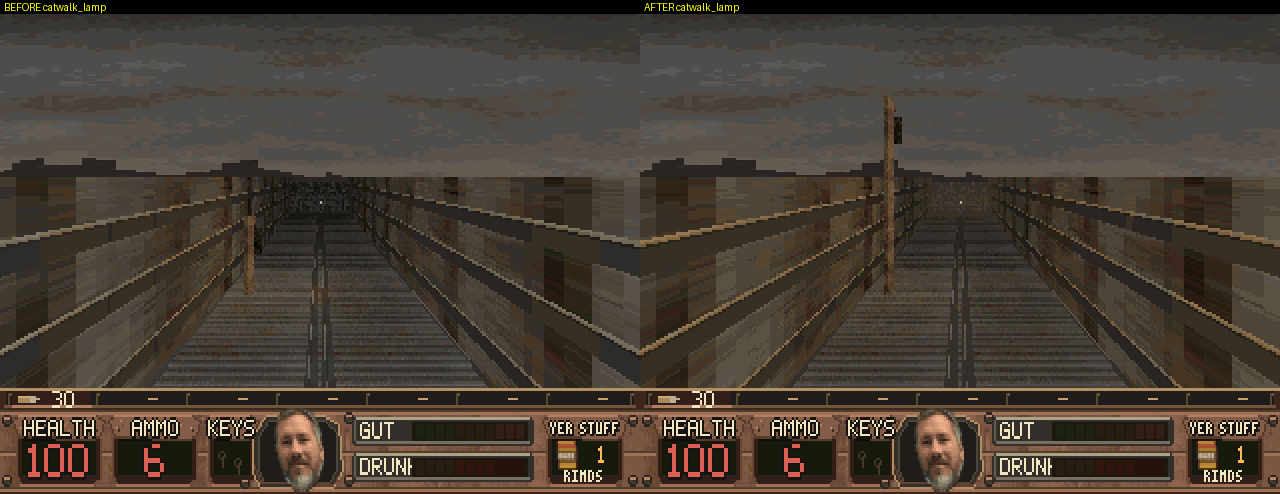 BEFORE catwalk_lamp
AFTER catwalk_lamp
30
30
HEALTH AMMO KEYS GUT YER STUFF
100 6 DRUNK 1
RINDS
HEALTH AMMO KEYS GUT YER STUFF
100 6 DRUNK 1
RINDS